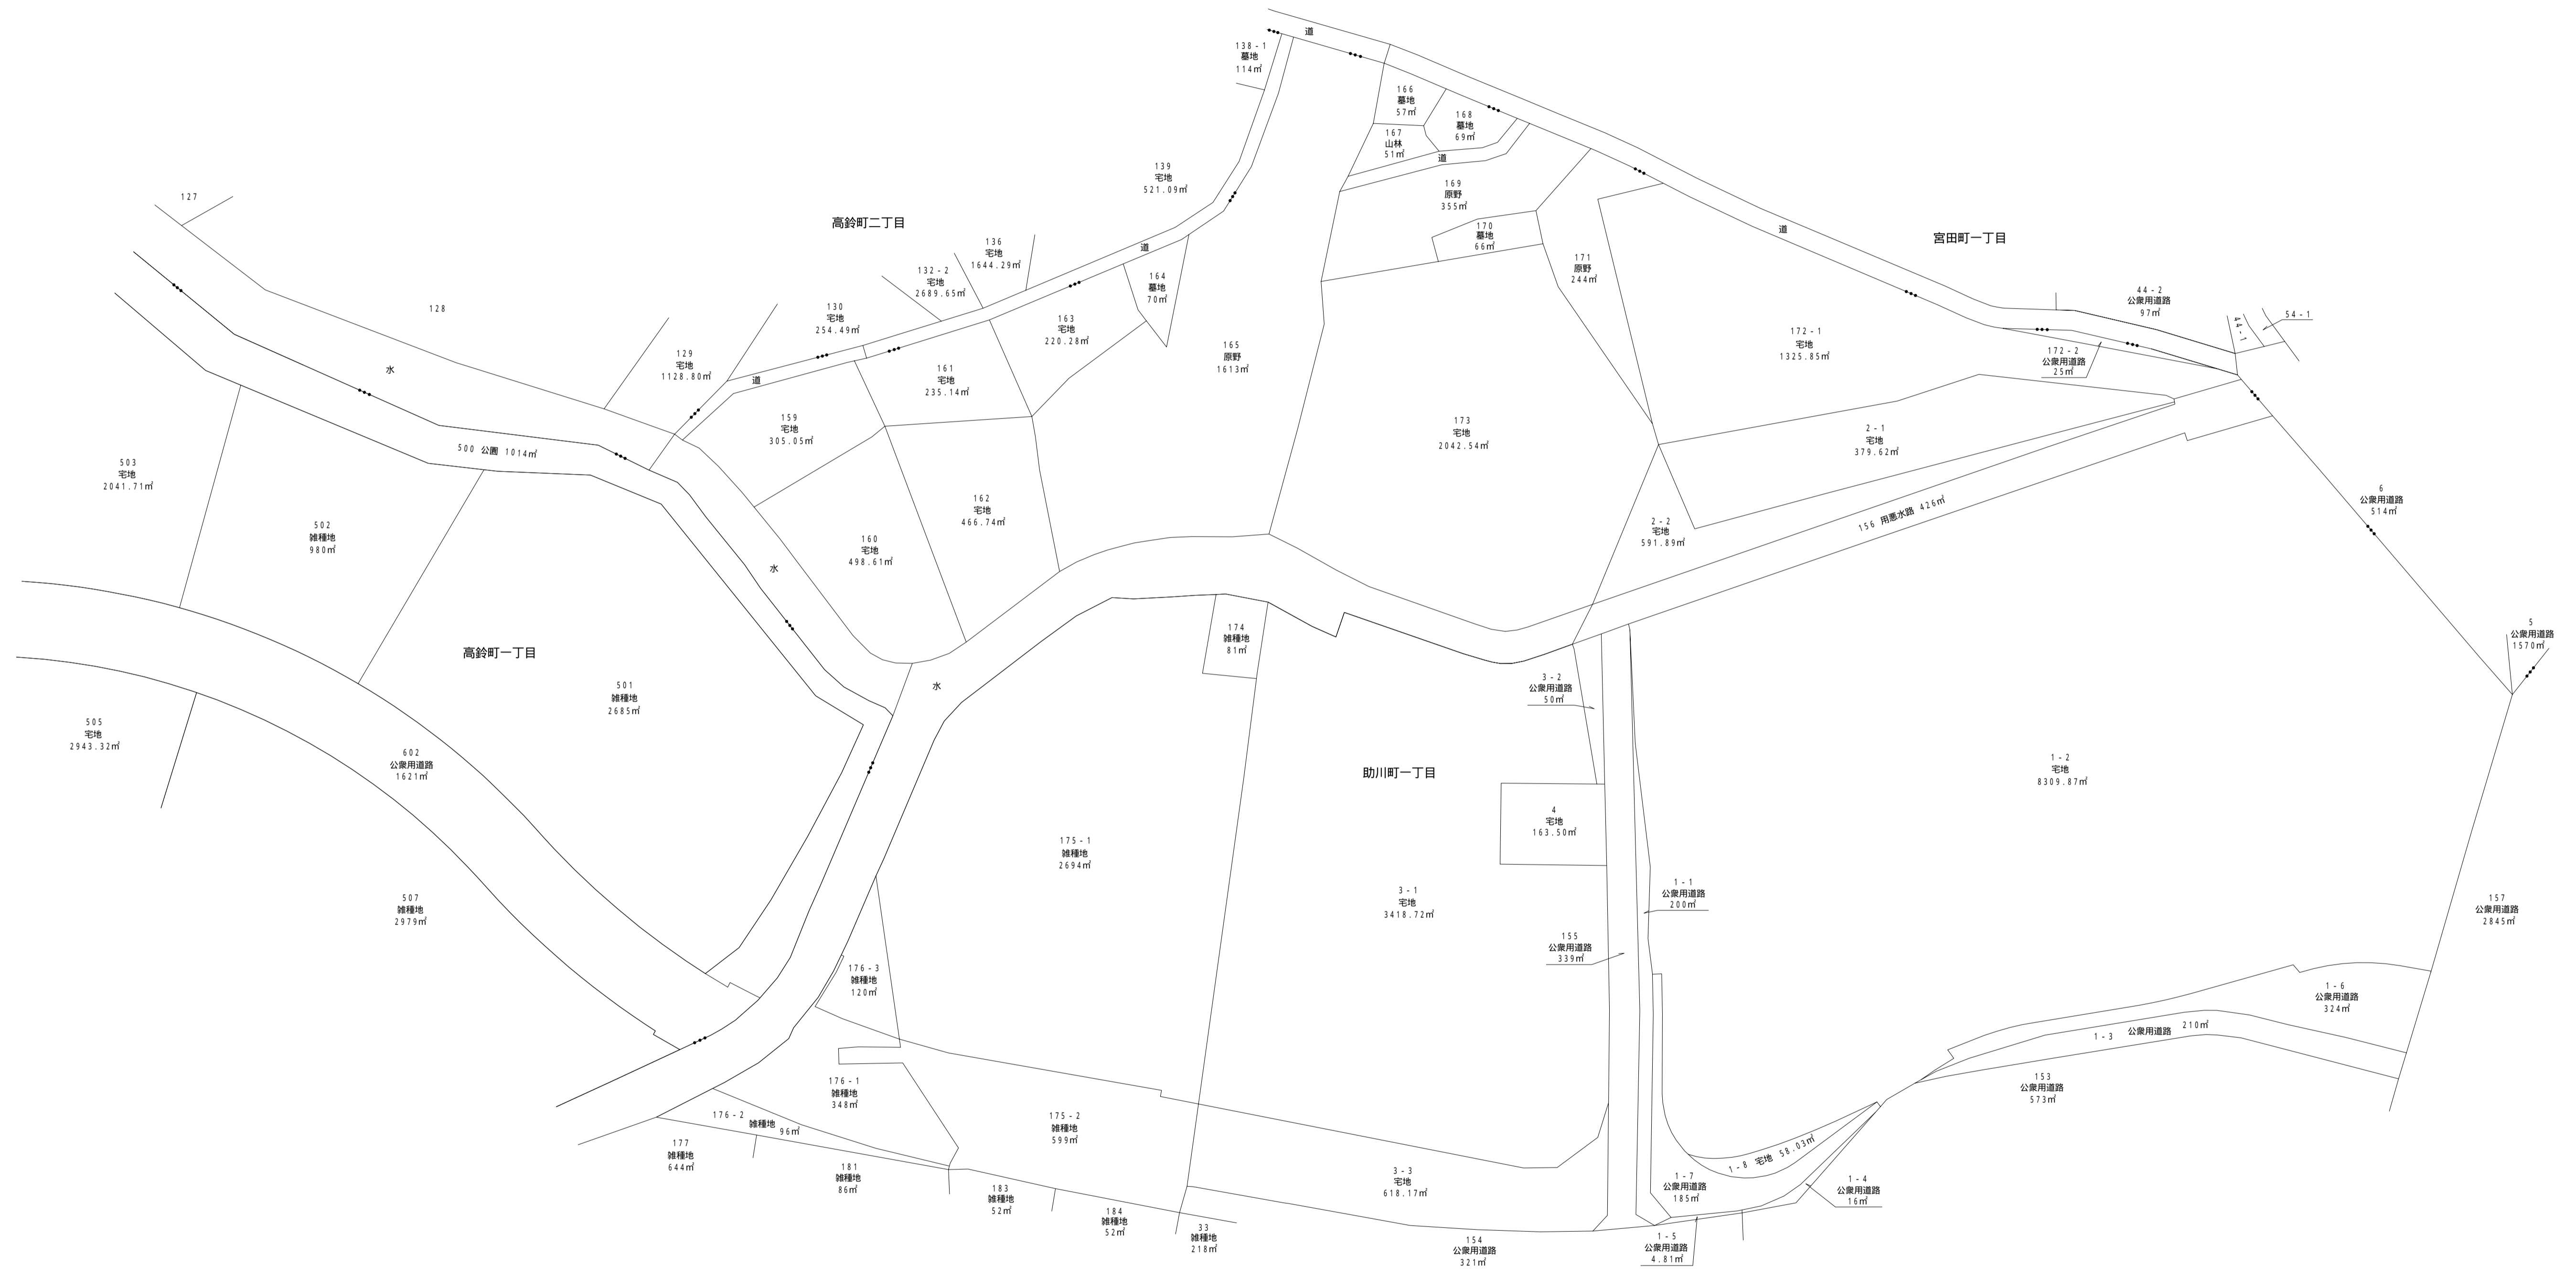 道
138-1
墓地
114㎡
166
墓地
57㎡
168
墓地
69㎡
167
山林
51㎡
道
139
宅地
521.09㎡
169
原野
355㎡
127
高鈴町二丁目
170
墓地
66㎡
道
宮田町一丁目
136
宅地
1644.29㎡
道
132-2
宅地
2689.65㎡
164
墓地
70㎡
171
原野
244㎡
44-2
公衆用道路
97㎡
44-1
54-1
128
130
宅地
254.49㎡
163
宅地
220.28㎡
165
原野
1613㎡
172-1
宅地
1325.85㎡
172-2
公衆用道路
25㎡
水
129
宅地
1128.80㎡
道
161
宅地
235.14㎡
159
宅地
305.05㎡
173
宅地
2042.54㎡
2-1
宅地
379.62㎡
500 公園 1014㎡
503
宅地
2041.71㎡
502
雑種地
980㎡
162
宅地
466.74㎡
160
宅地
498.61㎡
2-2
宅地
591.89㎡
156 用悪水路 426㎡
6
公衆用道路
514㎡
水
5
公衆用道路
1570㎡
高鈴町一丁目
174
雑種地
81㎡
水
501
雑種地
2685㎡
3-2
公衆用道路
50㎡
505
宅地
2943.32㎡
602
公衆用道路
1621㎡
助川町一丁目
1-2
宅地
8309.87㎡
4
宅地
163.50㎡
175-1
雑種地
2694㎡
3-1
宅地
3418.72㎡
1-1
公衆用道路
200㎡
507
雑種地
2979㎡
157
公衆用道路
2845㎡
155
公衆用道路
339㎡
176-3
雑種地
120㎡
1-6
公衆用道路
324㎡
1-3 公衆用道路 210㎡
176-1
雑種地
348㎡
153
公衆用道路
573㎡
176-2 雑種地 96㎡
175-2
雑種地
599㎡
177
雑種地
644㎡
181
雑種地
86㎡
1-8 宅地 58.03㎡
3-3
宅地
618.17㎡
1-7
公衆用道路
185㎡
1-4
公衆用道路
16㎡
183
雑種地
52㎡
184
雑種地
52㎡
33
雑種地
218㎡
154
公衆用道路
321㎡
1-5
公衆用道路
4.81㎡